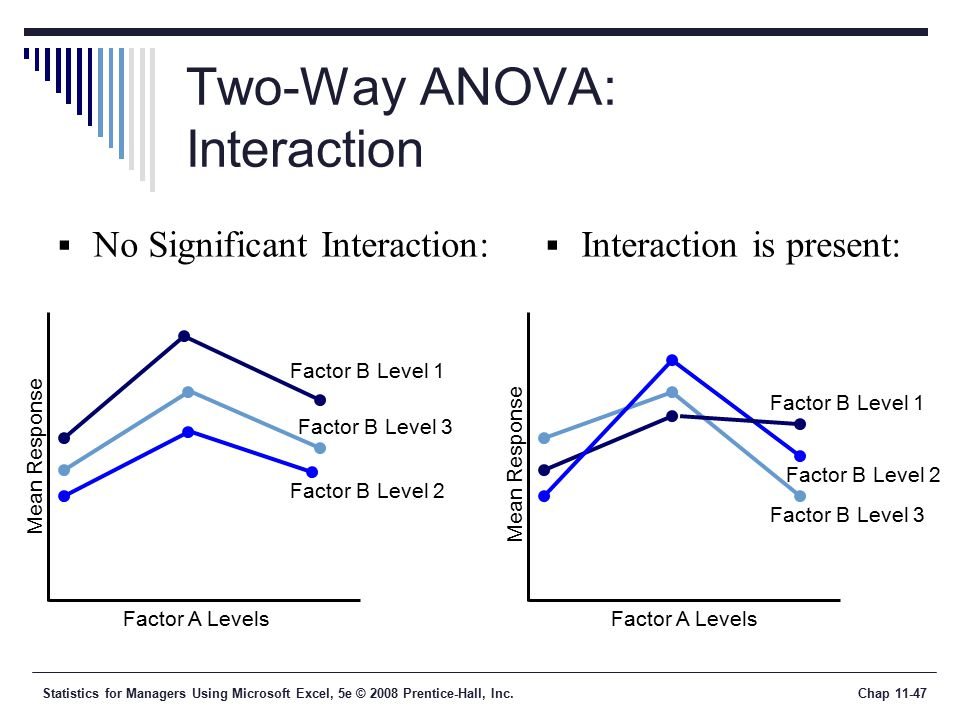 Two-Way ANOVA:
Interaction
▪ No Significant Interaction:
▪ Interaction is present:
Mean Response
Factor B Level 1
Factor B Level 3
Factor B Level 2
Factor A Levels
Mean Response
Factor B Level 1
Factor B Level 2
Factor B Level 3
Factor A Levels
Statistics for Managers Using Microsoft Excel, 5e © 2008 Prentice-Hall, Inc.
Chap 11-47